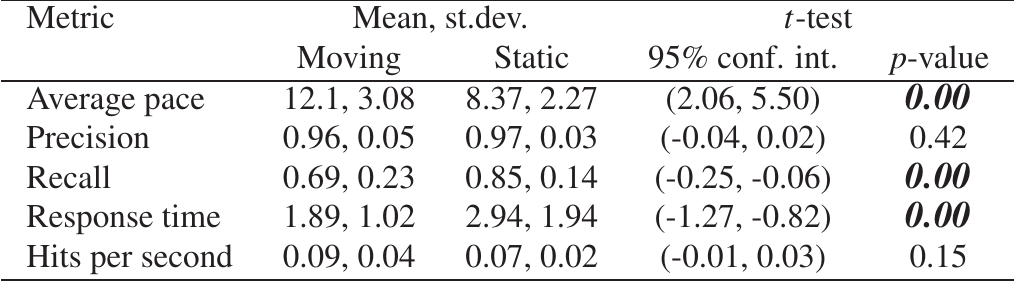 Metric Mean, st.dev. t-test
Moving Static 95% conf. int. p-value
Average pace 12.1, 3.08 8.37, 2.27 (2.06, 5.50) 0.00
Precision 0.96, 0.05 0.97, 0.03 (-0.04, 0.02) 0.42
Recall 0.69, 0.23 0.85, 0.14 (-0.25, -0.06) 0.00
Response time 1.89, 1.02 2.94, 1.94 (-1.27, -0.82) 0.00
Hits per second 0.09, 0.04 0.07, 0.02 (-0.01, 0.03) 0.15